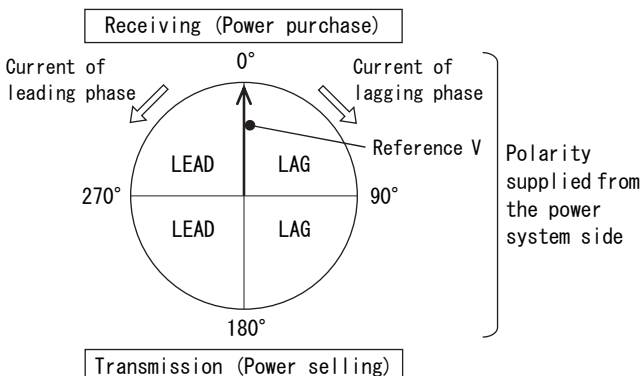 Receiving (Power purchase)
0°
Current of
leading phase
Current of
lagging phase
Reference V
LEAD
LAG
270°
90°
LEAD
LAG
180°
Polarity
supplied from
the power
system side
Transmission (Power selling)